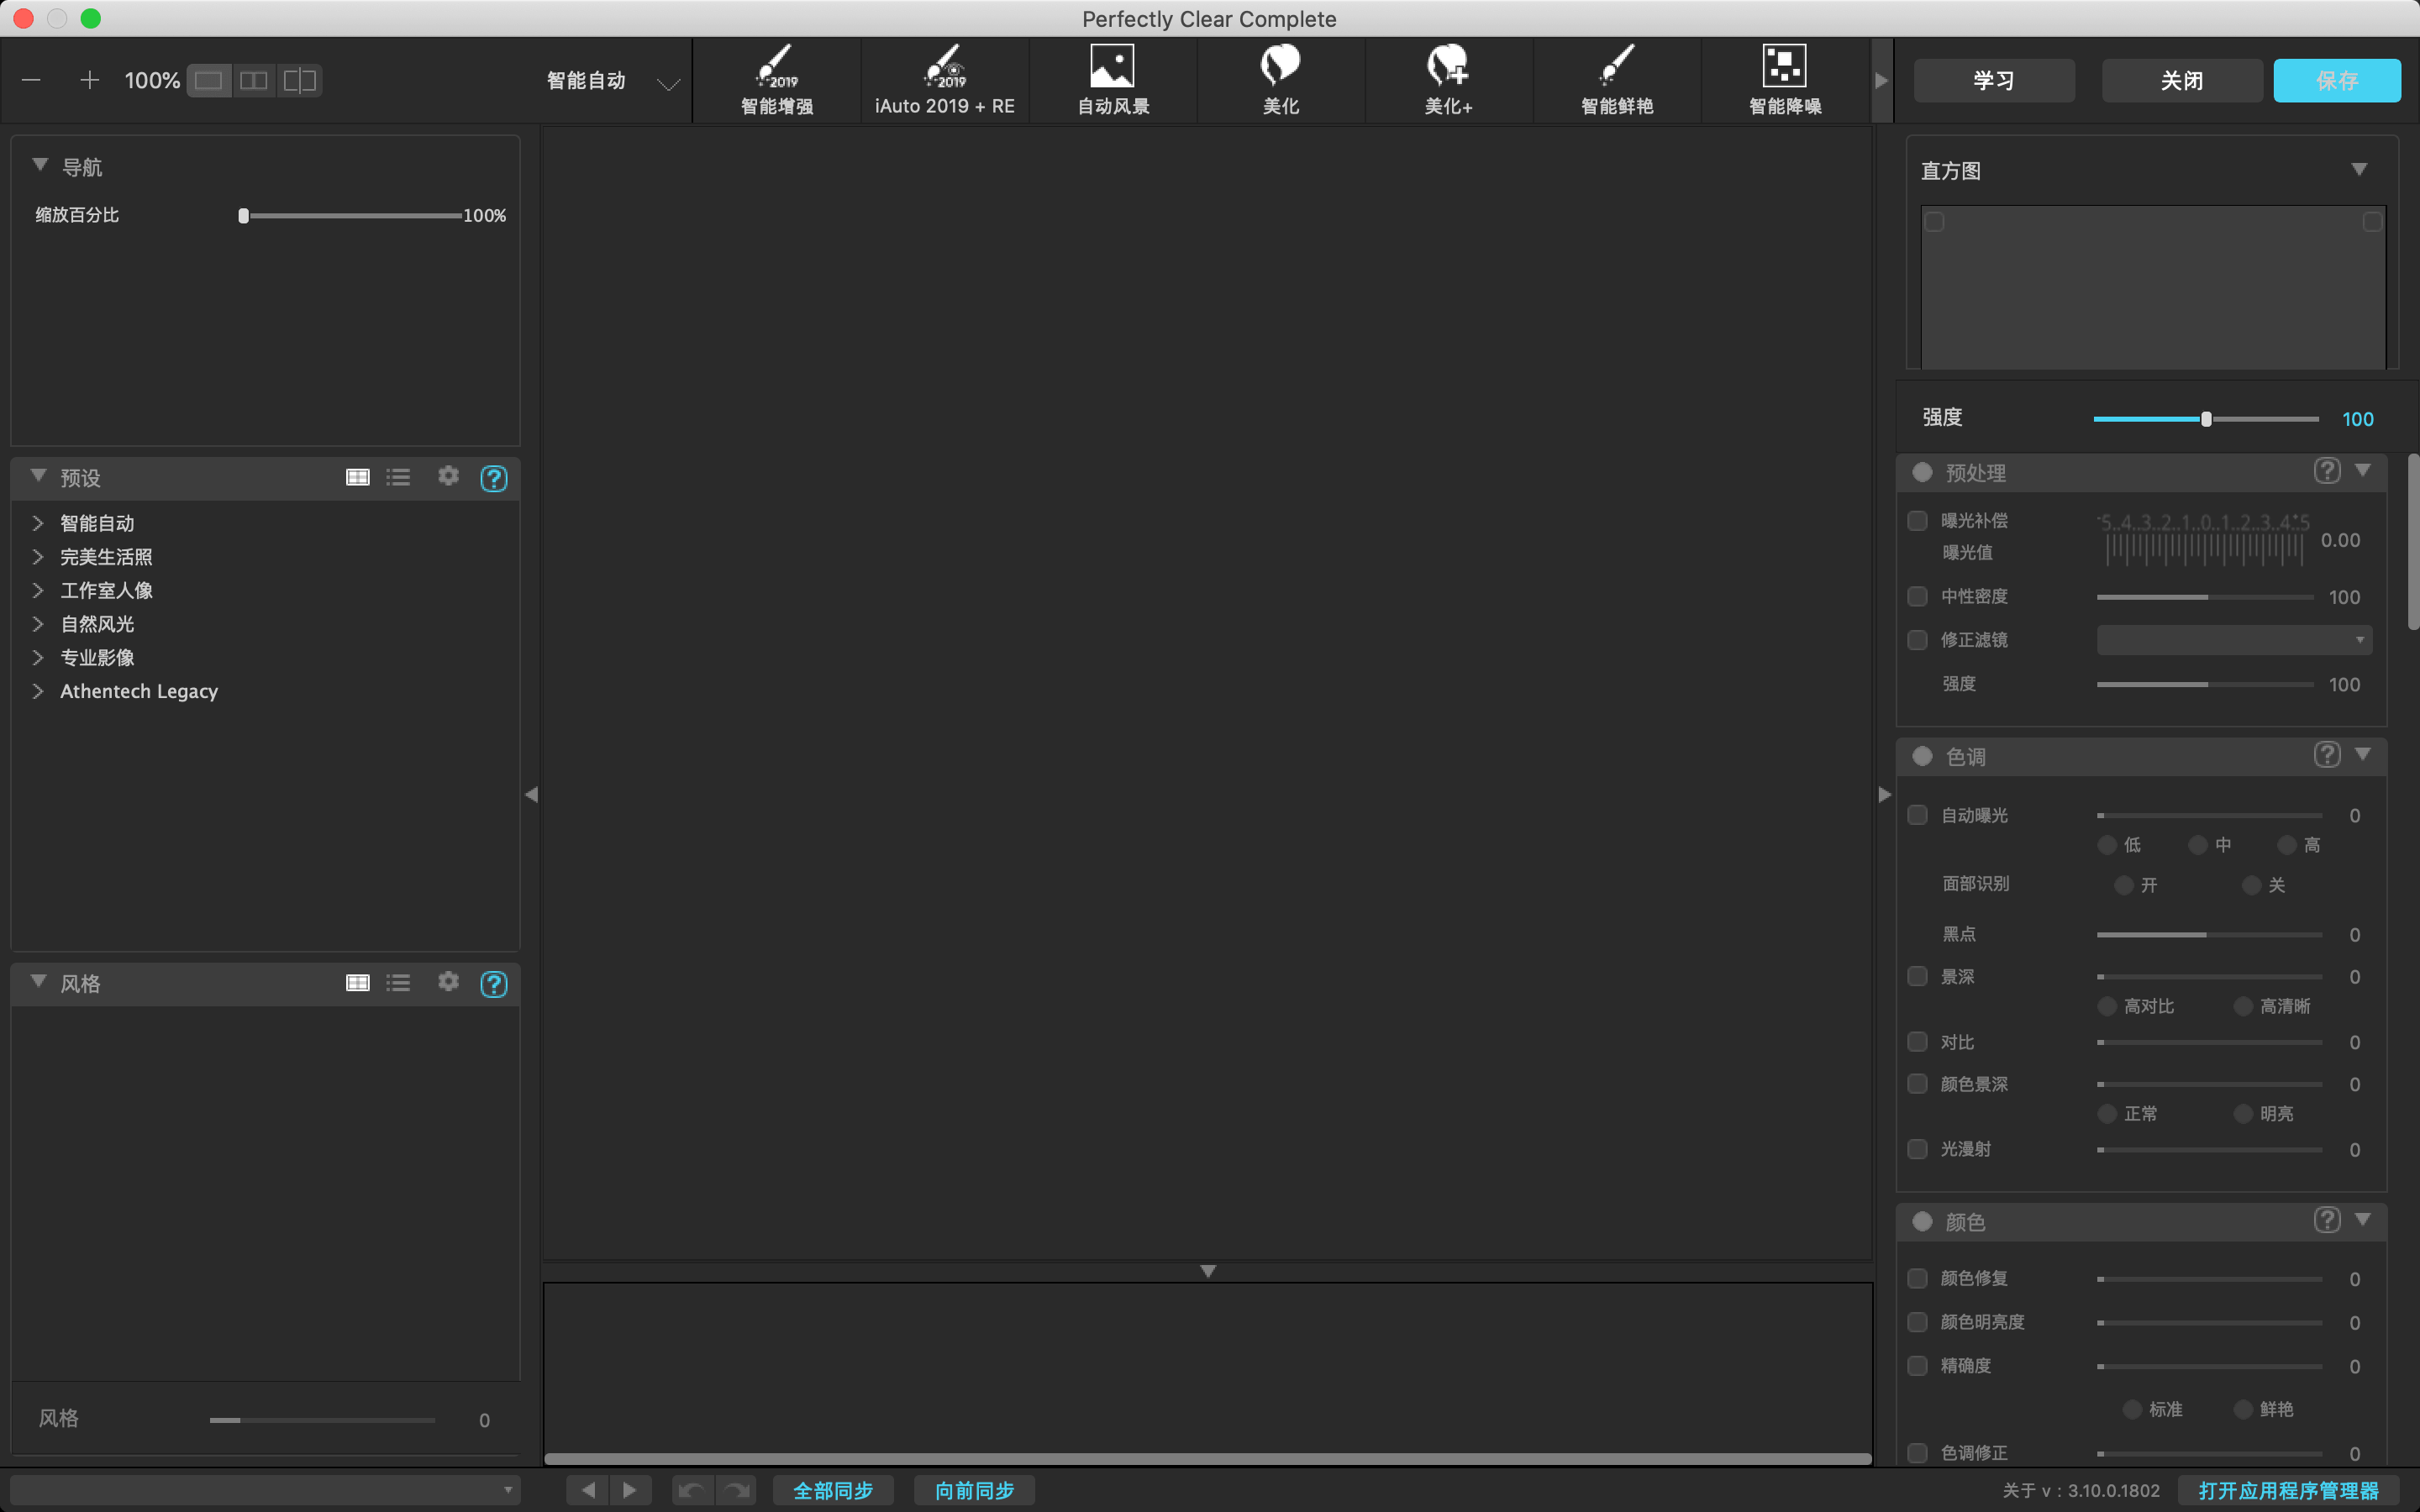 Perfectly Clear Complete
100%
智能自动
2019
智能增强
2019
iAuto 2019 + RE
自动风景
美化
美化+
智能鲜艳
智能降噪
学习
关闭
保存
导航
缩放百分比
100%
预设
?
智能自动
完美生活照
工作室人像
自然风光
专业影像
Athentech Legacy
风格
?
风格
0
全部同步
向前同步
直方图
强度
100
预处理
?
曝光补偿
-5..4..3..2..1..0..1..2..3..4.+5
曝光值
0.00
中性密度
100
修正滤镜
强度
100
色调
?
自动曝光
0
低 中 高
面部识别
开 关
黑点
0
景深
0
高对比 高清晰
对比
0
颜色景深
0
正常 明亮
光漫射
0
颜色
?
颜色修复
0
颜色明亮度
0
精确度
0
标准 鲜艳
色调修正
0
关于 v : 3.10.0.1802
打开应用程序管理器